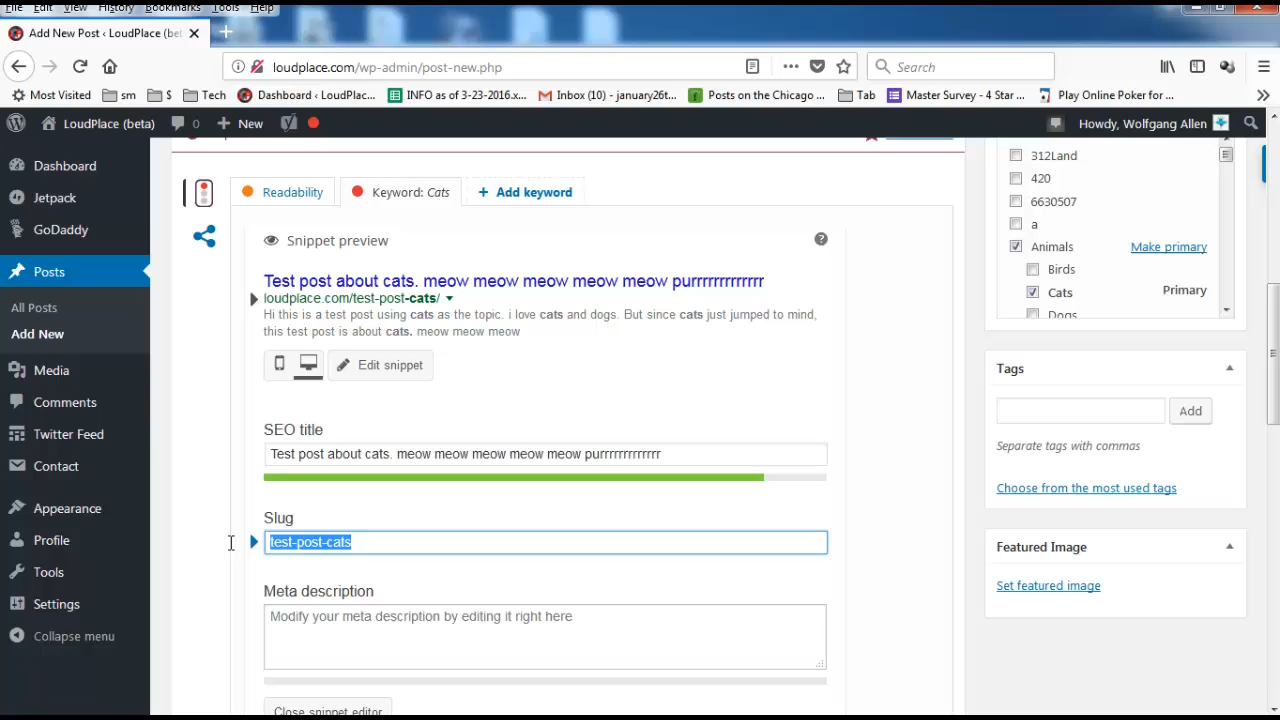 File Edit View History Bookmarks Tools Help
Add New Post ‹ LoudPlace (be
loudplace.com/wp-admin/post-new.php
Search
Most Visited sm $ Tech Dashboard ‹ LoudPlac... INFO as of 3-23-2016.x... Inbox (10) - january26t... Posts on the Chicago ... Tab Master Survey - 4 Star ... Play Online Poker for ...
LoudPlace (beta) 0 New Howdy, Wolfgang Allen
Dashboard
Jetpack
GoDaddy
Posts
All Posts
Add New
Media
Comments
Twitter Feed
Contact
Appearance
Profile
Tools
Settings
Collapse menu
Readability Keyword: Cats + Add keyword
Snippet preview
Test post about cats. meow meow meow meow meow purrrrrrrrrrrrr
loudplace.com/test-post-cats/
Hi this is a test post using cats as the topic. i love cats and dogs. But since cats just jumped to mind,
this test post is about cats. meow meow meow
Edit snippet
SEO title
Test post about cats. meow meow meow meow meow purrrrrrrrrrrrr
Slug
test-post-cats
Meta description
Modify your meta description by editing it right here
Close snippet editor
312Land
420
6630507
a
Animals Make primary
Birds
Cats Primary
Dogs
Tags
Add
Separate tags with commas
Choose from the most used tags
Featured Image
Set featured image